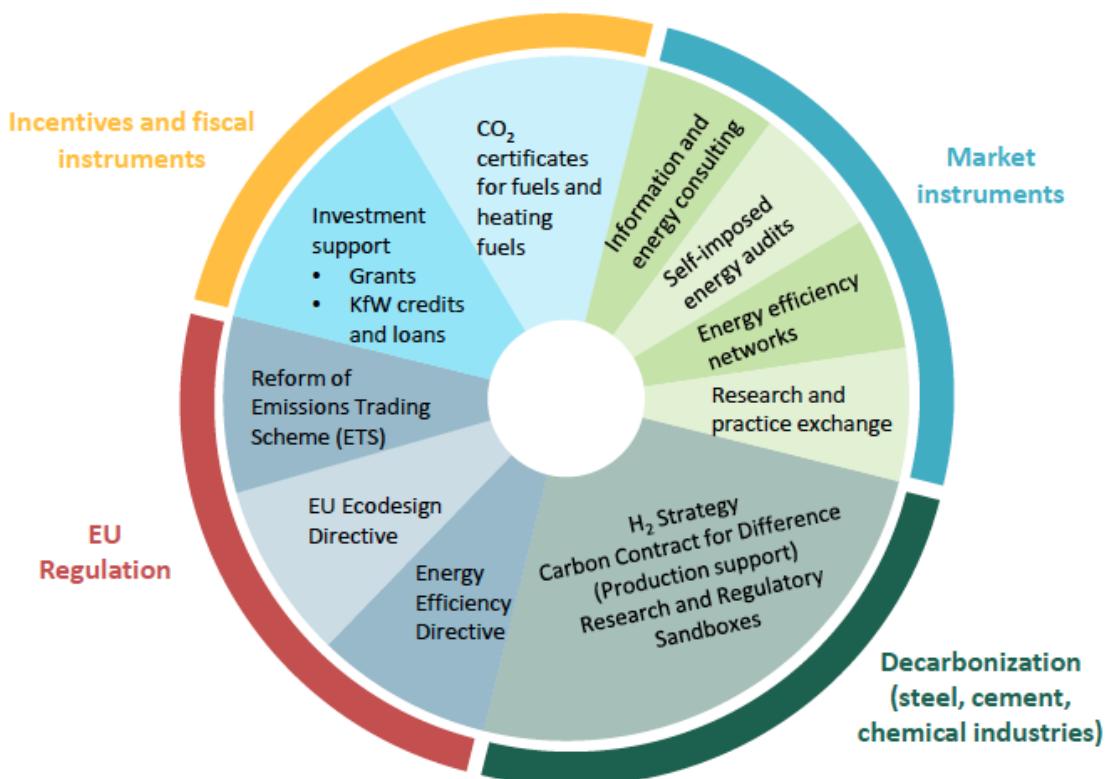 Incentives and fiscal
instruments
CO₂
certificates
for fuels and
heating
fuels
Information and
energy consulting
Market
instruments
Investment
support
• Grants
• KfW credits
and loans
Self-imposed
energy audits
Energy efficiency
networks
Reform of
Emissions Trading
Scheme (ETS)
Research and
practice exchange
EU Ecodesign
Directive
EU
Regulation
Energy
Efficiency
Directive
H₂ Strategy
Carbon Contract for Difference
(Production support)
Research and Regulatory
Sandboxes
Decarbonization
(steel, cement,
chemical industries)